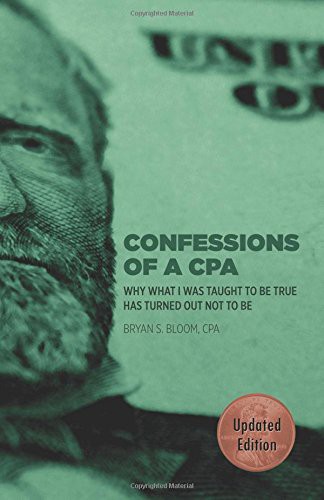 CONFESSIONS
OF A CPA
WHY WHAT I WAS TAUGHT TO BE TRUE
HAS TURNED OUT NOT TO BE
BRYAN S. BLOOM, CPA
Updated
Edition